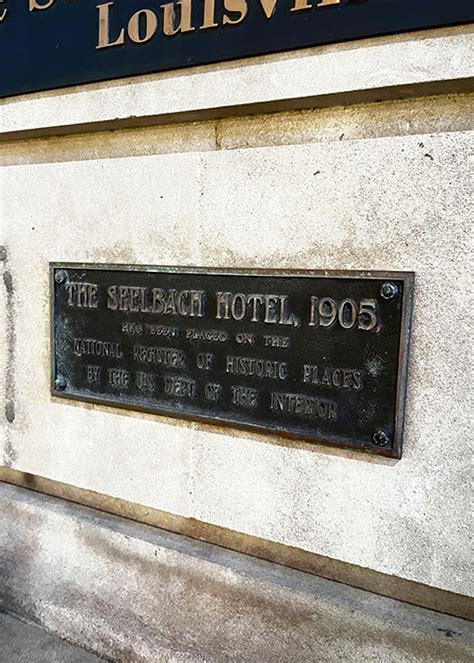 Louisvil
THE SEELBACH HOTEL, 1905,
HAS BEEN PLACED ON THE
NATIONAL REGISTER OF HISTORIC PLACES
BY THE U.S. DEPT. OF THE INTERIOR